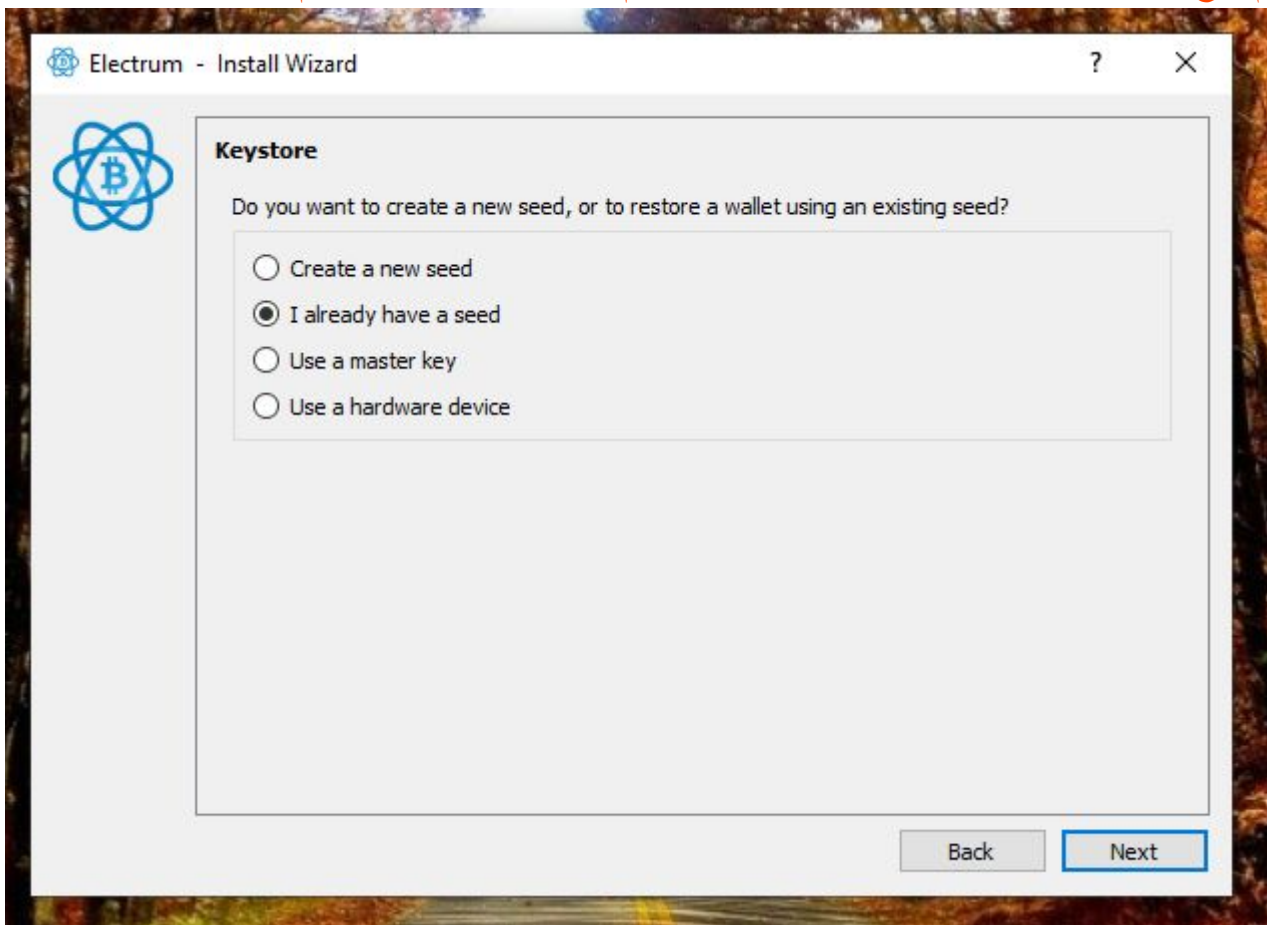 Electrum - Install Wizard
Keystore
Do you want to create a new seed, or to restore a wallet using an existing seed?
Create a new seed
I already have a seed
Use a master key
Use a hardware device
Back
Next